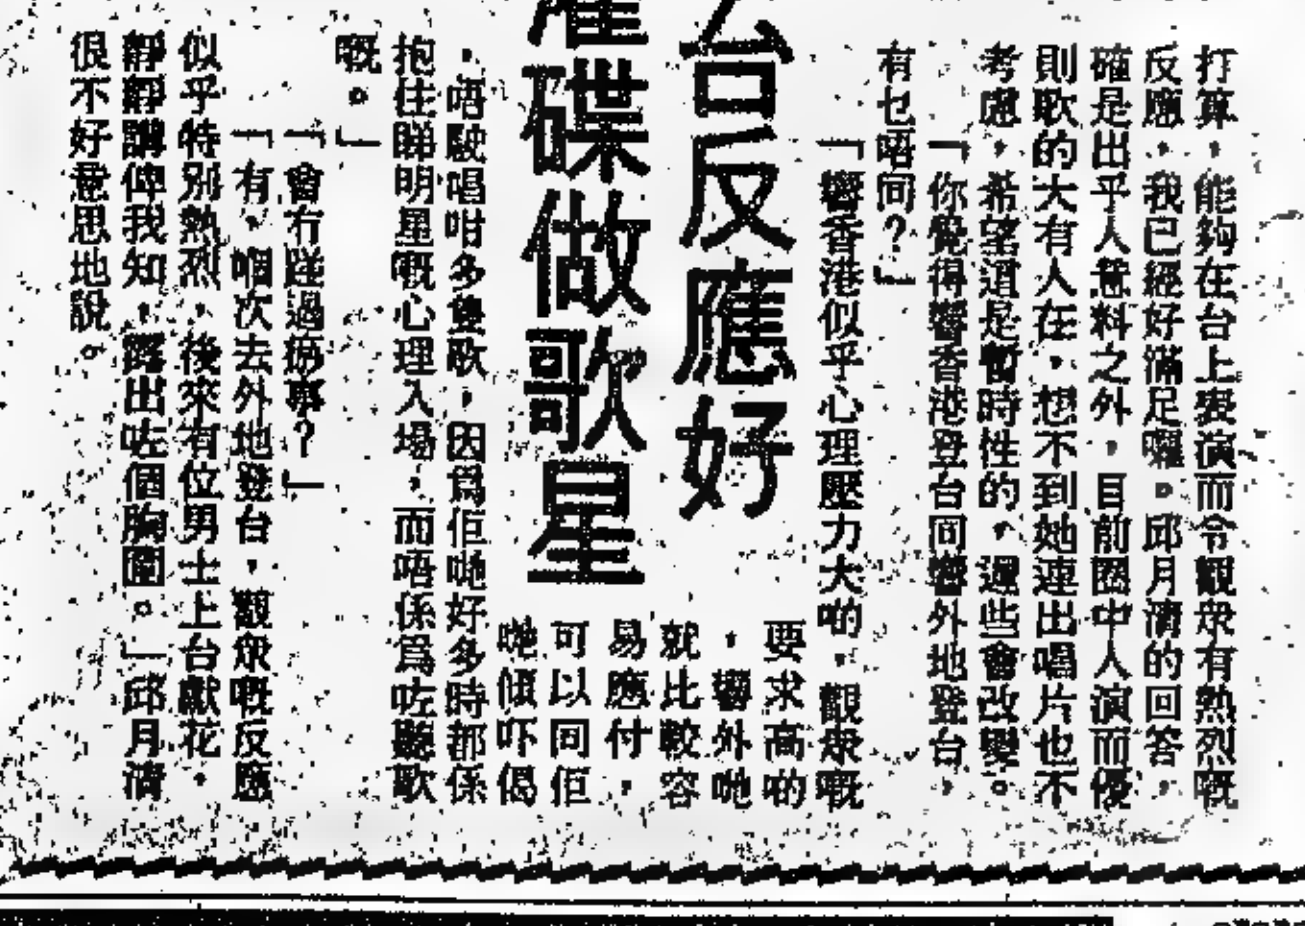 打算，能夠在台上表演而令觀衆有熱烈嘅
反應，我已經好滿足囉。邱月清的回答，
確是出乎人意料之外，目前圈中人演而優
則歌的大有人在，想不到她連出唱片也不
考慮，希望這是暫時性的，遲些會改變。
「你覺得響香港登台同響外地登台，
有乜唔同？」
「響香港似乎心理壓力大啲，觀衆嘅
要求高啲
，響外哋
就比較容
易應付，
可以同佢
哋傾吓偈
台反應好
灌碟做歌星
，唔駛唱咁多隻歌，因爲佢哋好多時都係
抱住睇明星嘅心理入場，而唔係爲咗聽歌
嘅。」
「會冇踫過瘀事？」
「有，嗰次去外地登台，觀衆嘅反應
似乎特別熱烈，後來有位男士上台獻花，
靜靜講俾我知，露出咗個胸圍。」邱月清
很不好意思地說。